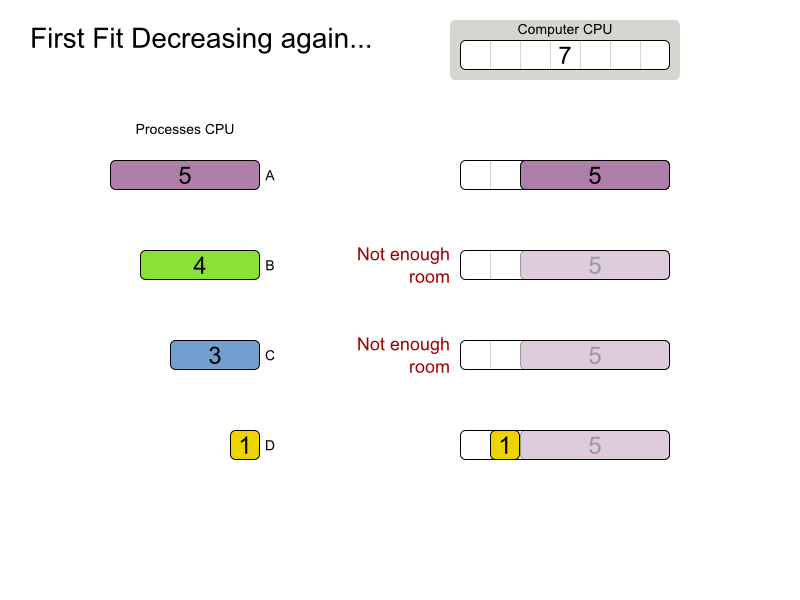 First Fit Decreasing again...
Computer CPU
7
Processes CPU
5 A 5
4 B Not enough room 5
3 C Not enough room 5
1 D 1 5